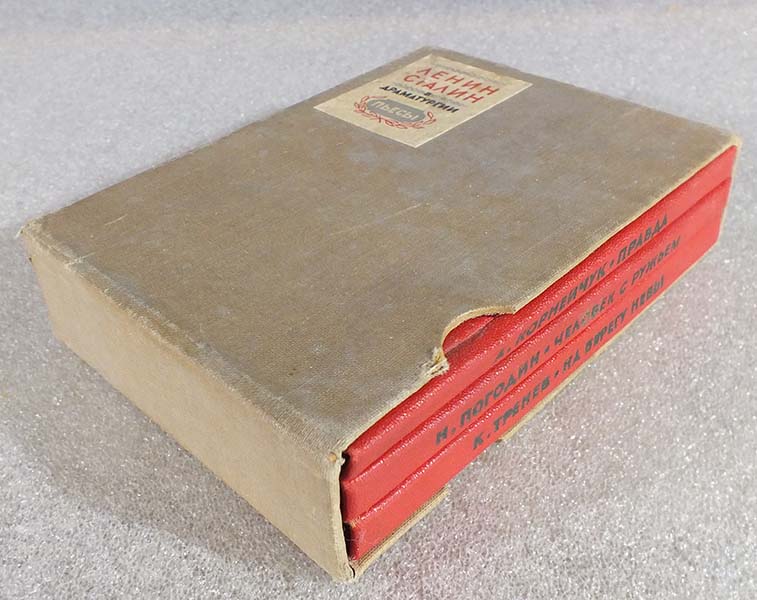 ЛЕНИН
СТАЛИН
В
ДРАМАТУРГИИ
ПЬЕСЫ
А. КОРНЕЙЧУК • ПРАВДА
Н. ПОГОДИН • ЧЕЛОВЕК С РУЖЬЕМ
К. ТРЕНЕВ • НА БЕРЕГУ НЕВЫ